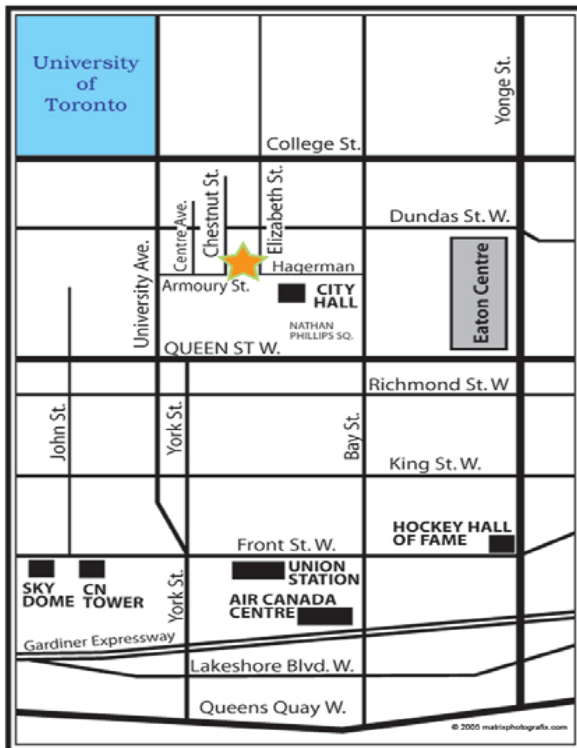 University
of
Toronto
Yonge St.
College St.
Chestnut St.
Elizabeth St.
Centre Ave.
Dundas St. W.
University Ave.
Hagerman
Armoury St.
CITY
HALL
Eaton Centre
NATHAN
PHILLIPS SQ.
QUEEN ST W.
Richmond St. W
John St.
York St.
Bay St.
King St. W.
HOCKEY HALL
OF FAME
Front St. W.
UNION
STATION
SKY
DOME
CN
TOWER
York St.
AIR CANADA
CENTRE
Gardiner Expressway
Lakeshore Blvd. W.
Queens Quay W.
© 2005 matrixphotografix.com